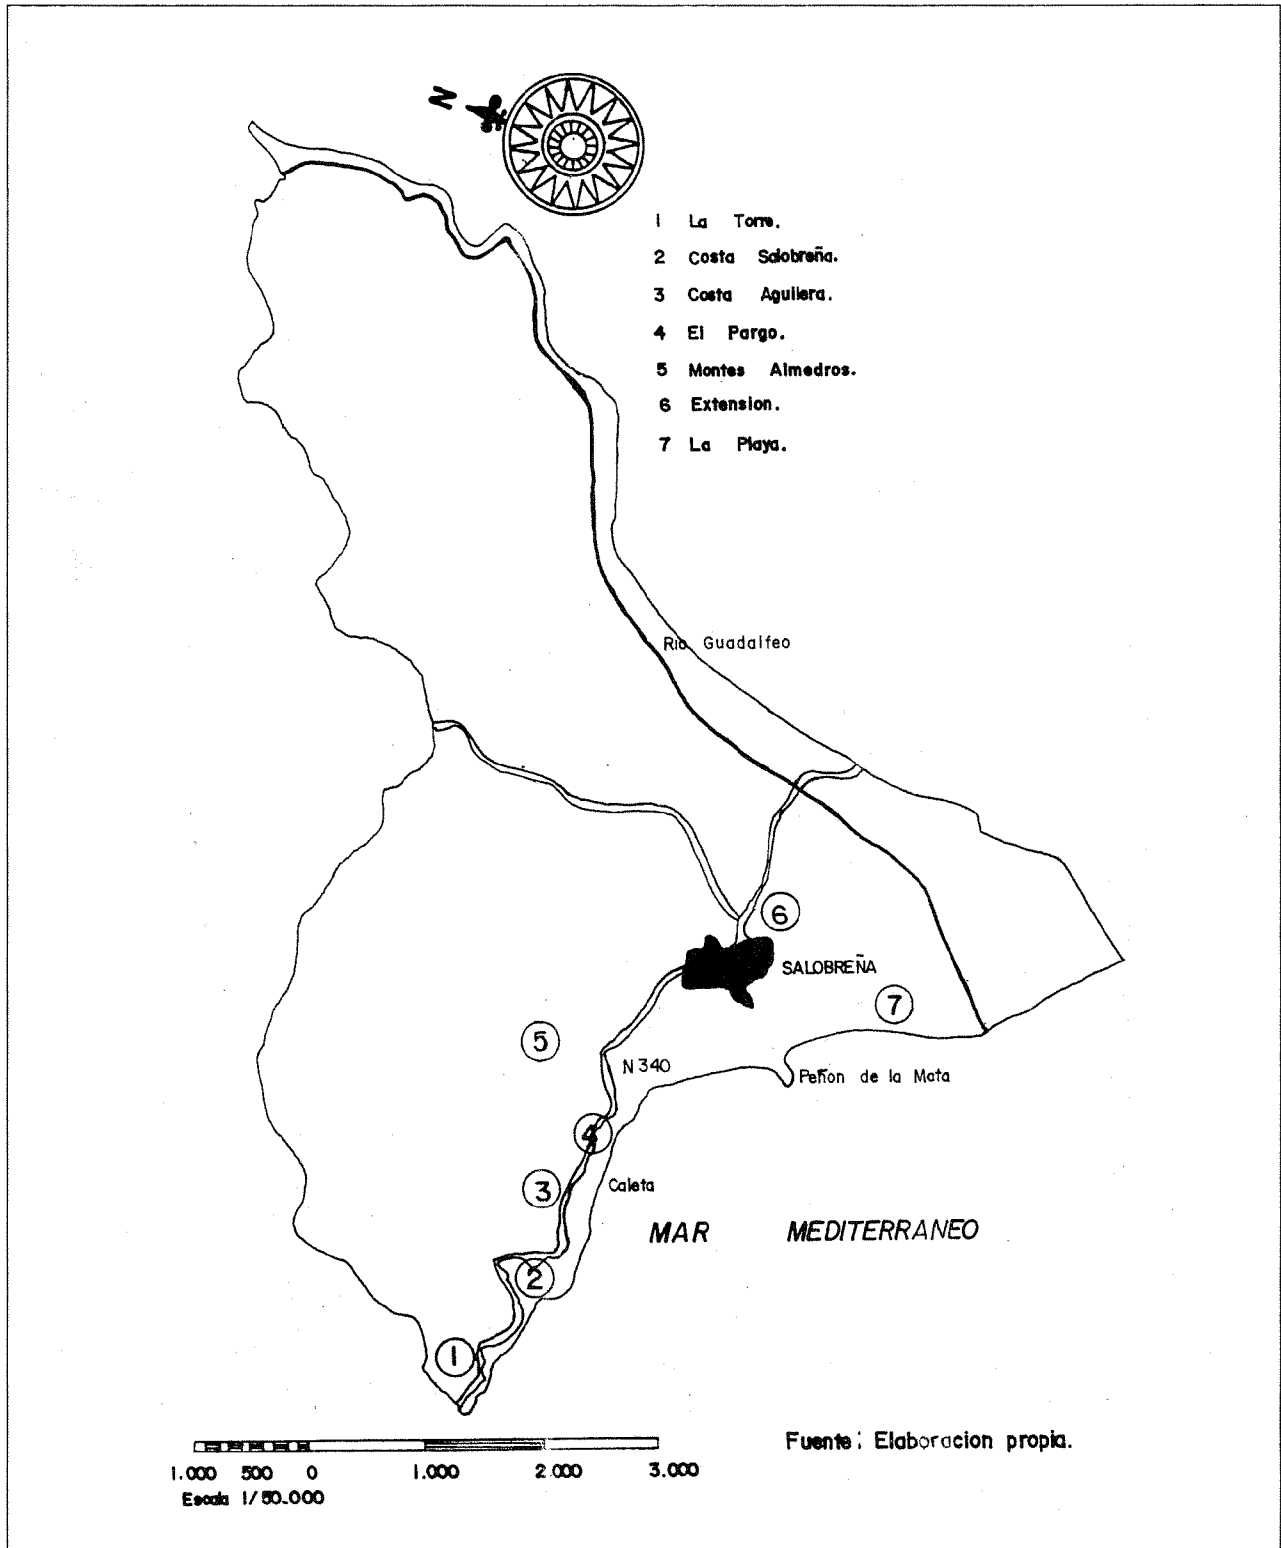 N
1 La Torre.
2 Costa Salobreña.
3 Costa Aguilera.
4 El Pargo.
5 Montes Almedros.
6 Extension.
7 La Playa.
Rio Guadalfeo
6
SALOBREÑA
7
5
N 340
Peñon de la Mata
4
3
Caleta
MAR MEDITERRANEO
2
1
Fuente: Elaboracion propia.
1.000 500 0 1.000 2.000 3.000
Escala 1/50.000